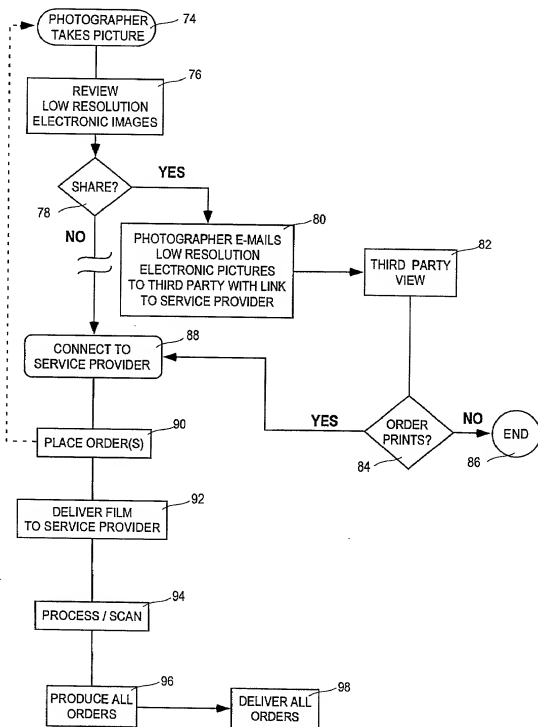 PHOTOGRAPHER
TAKES PICTURE
74
76
REVIEW
LOW RESOLUTION
ELECTRONIC IMAGES
SHARE?
YES
78
NO
80
PHOTOGRAPHER E-MAILS
LOW RESOLUTION
ELECTRONIC PICTURES
TO THIRD PARTY WITH LINK
TO SERVICE PROVIDER
82
THIRD PARTY
VIEW
88
CONNECT TO
SERVICE PROVIDER
YES
ORDER
PRINTS?
NO
END
84
86
90
PLACE ORDER(S)
92
DELIVER FILM
TO SERVICE PROVIDER
94
PROCESS / SCAN
96
PRODUCE ALL
ORDERS
98
DELIVER ALL
ORDERS